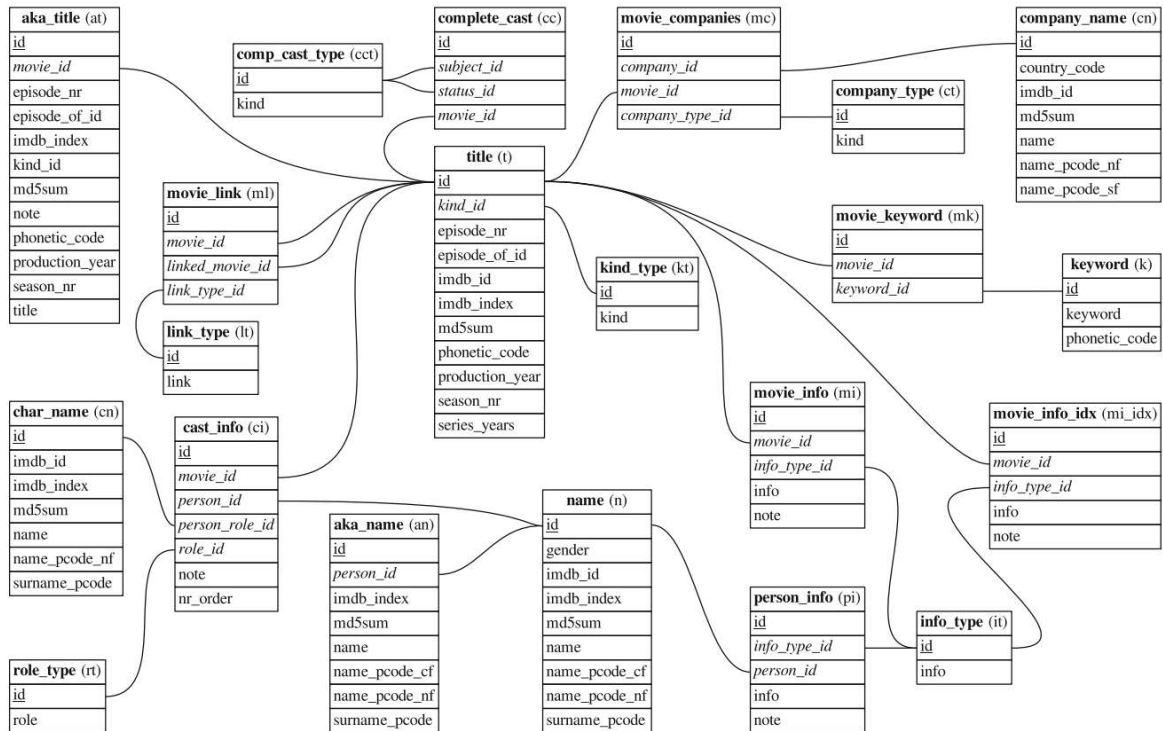 aka_title (at)
id
movie_id
episode_nr
episode_of_id
imdb_index
kind_id
md5sum
note
phonetic_code
production_year
season_nr
title
comp_cast_type (cct)
id
kind
complete_cast (cc)
id
subject_id
status_id
movie_id
movie_companies (mc)
id
company_id
movie_id
company_type_id
company_name (cn)
id
country_code
imdb_id
md5sum
name
name_pcode_nf
name_pcode_sf
company_type (ct)
id
kind
title (t)
id
kind_id
episode_nr
episode_of_id
imdb_id
imdb_index
md5sum
phonetic_code
production_year
season_nr
series_years
movie_link (ml)
id
movie_id
linked_movie_id
link_type_id
link_type (lt)
id
link
kind_type (kt)
id
kind
movie_keyword (mk)
id
movie_id
keyword_id
keyword (k)
id
keyword
phonetic_code
char_name (cn)
id
imdb_id
imdb_index
md5sum
name
name_pcode_nf
surname_pcode
cast_info (ci)
id
movie_id
person_id
person_role_id
role_id
note
nr_order
role_type (rt)
id
role
aka_name (an)
id
person_id
imdb_index
md5sum
name
name_pcode_cf
name_pcode_nf
surname_pcode
name (n)
id
gender
imdb_id
imdb_index
md5sum
name
name_pcode_cf
name_pcode_nf
surname_pcode
movie_info (mi)
id
movie_id
info_type_id
info
note
movie_info_idx (mi_idx)
id
movie_id
info_type_id
info
note
person_info (pi)
id
info_type_id
person_id
info
note
info_type (it)
id
info